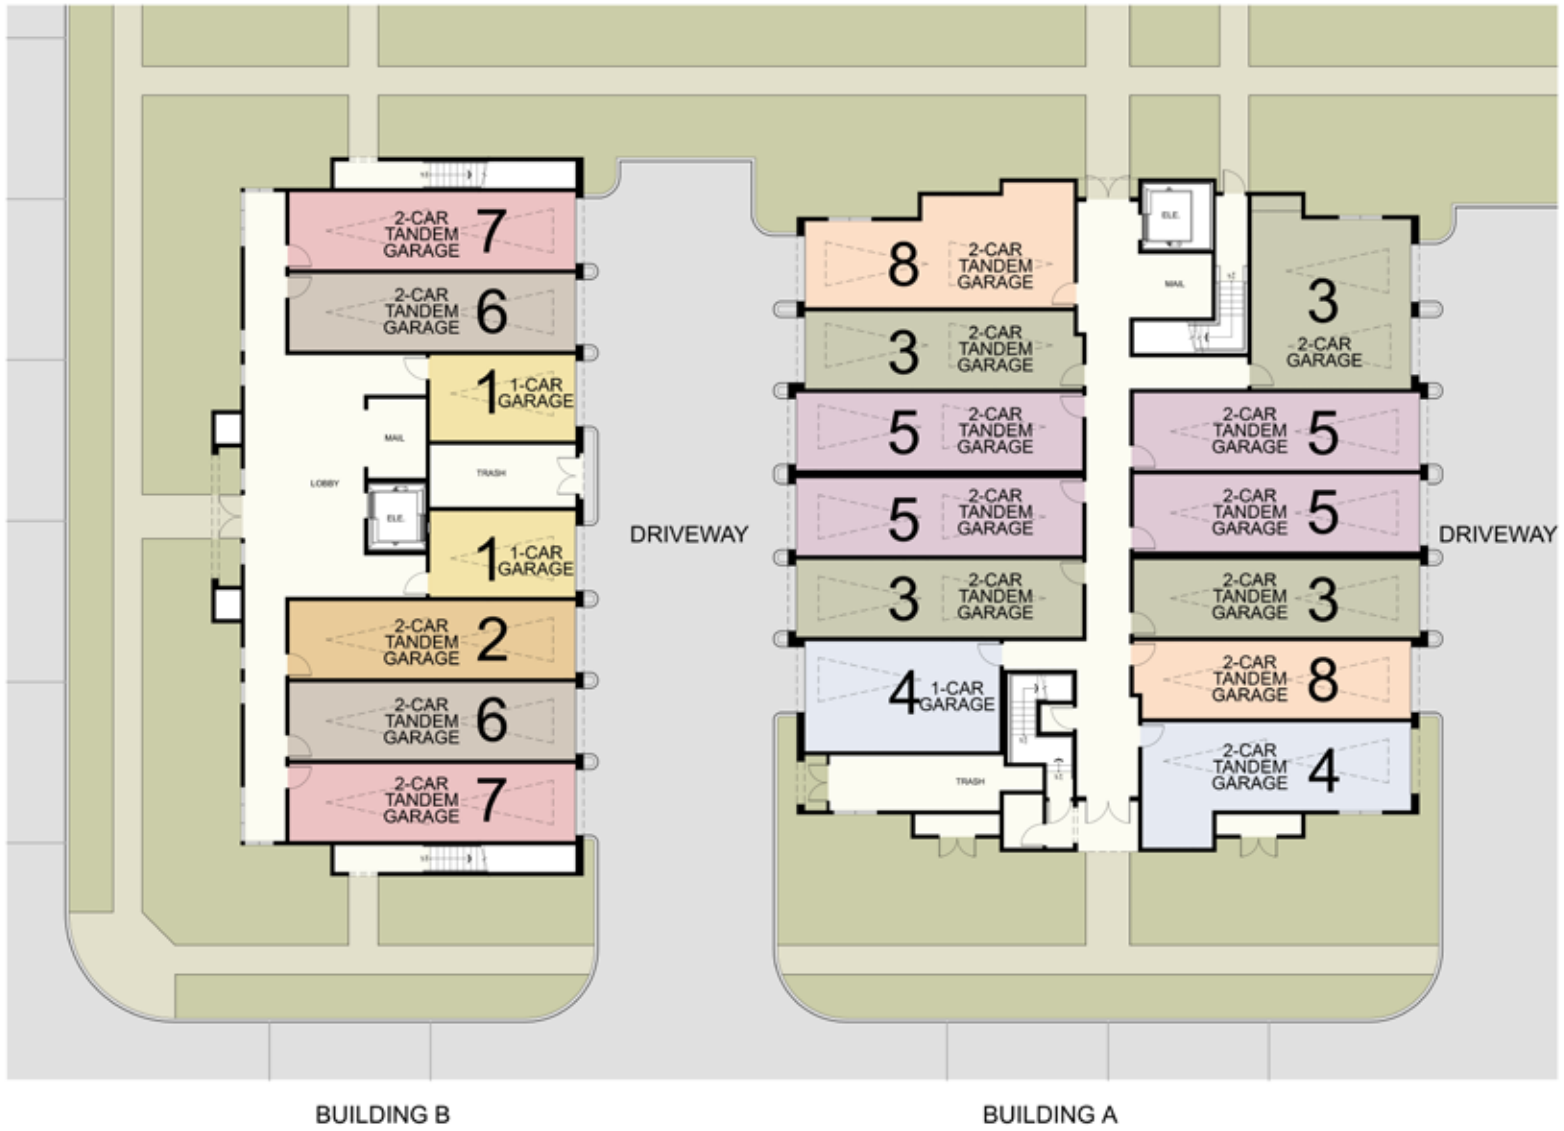 2-CAR
TANDEM
GARAGE
7
2-CAR
TANDEM
GARAGE
6
1
1-CAR
GARAGE
MAIL
TRASH
LOBBY
ELE.
1
1-CAR
GARAGE
2-CAR
TANDEM
GARAGE
2
2-CAR
TANDEM
GARAGE
6
2-CAR
TANDEM
GARAGE
7
DRIVEWAY
8
2-CAR
TANDEM
GARAGE
3
2-CAR
TANDEM
GARAGE
5
2-CAR
TANDEM
GARAGE
5
2-CAR
TANDEM
GARAGE
3
2-CAR
TANDEM
GARAGE
4
1-CAR
GARAGE
TRASH
ELE.
MAIL
3
2-CAR
GARAGE
2-CAR
TANDEM
GARAGE
5
2-CAR
TANDEM
GARAGE
5
2-CAR
TANDEM
GARAGE
3
2-CAR
TANDEM
GARAGE
8
2-CAR
TANDEM
GARAGE
4
DRIVEWAY
BUILDING B
BUILDING A